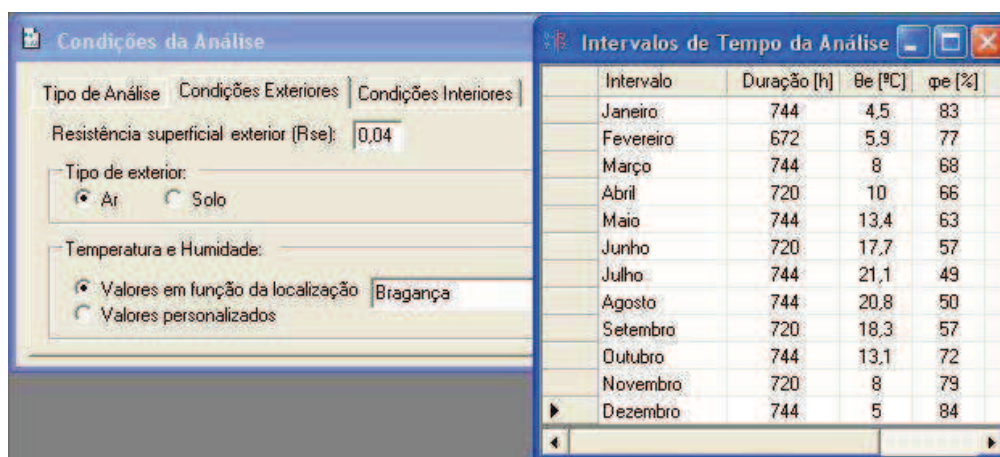 Condições da Análise
Tipo de Análise Condições Exteriores Condições Interiores
Resistência superficial exterior (Rse): 0,04
Tipo de exterior:
Ar Solo
Temperatura e Humidade:
Valores em função da localização Bragança
Valores personalizados
Intervalos de Tempo da Análise
Intervalo Duração [h] θe [ºC] φe [%]
Janeiro 744 4,5 83
Fevereiro 672 5,9 77
Março 744 8 68
Abril 720 10 66
Maio 744 13,4 63
Junho 720 17,7 57
Julho 744 21,1 49
Agosto 744 20,8 50
Setembro 720 18,3 57
Outubro 744 13,1 72
Novembro 720 8 79
Dezembro 744 5 84